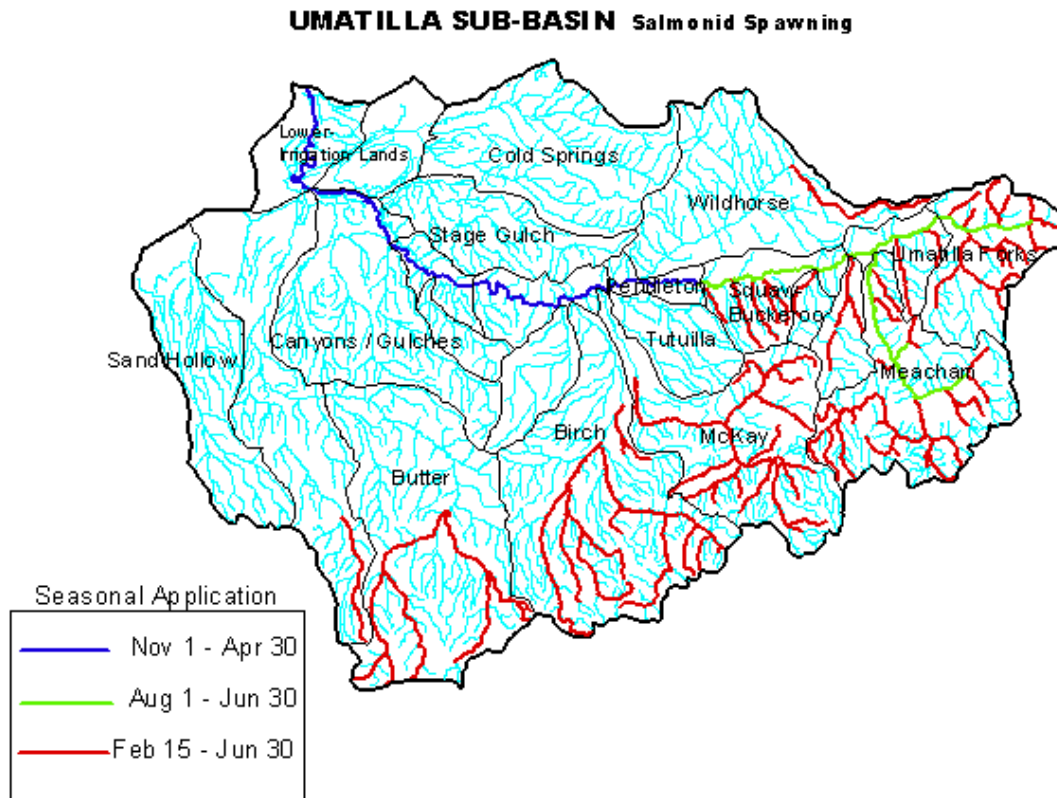 UMATILLA SUB-BASIN Salmonid Spawning
Lower-
Irrigation Lands
Cold Springs
Wildhorse
Stage Gulch
Umatilla Forks
Pendleton
Squaw-
Buckaroo
Tutuilla
Canyons / Gulches
Sand Hollow
Meacham
Birch
McKay
Butter
Seasonal Application
Nov 1 - Apr 30
Aug 1 - Jun 30
Feb 15 - Jun 30